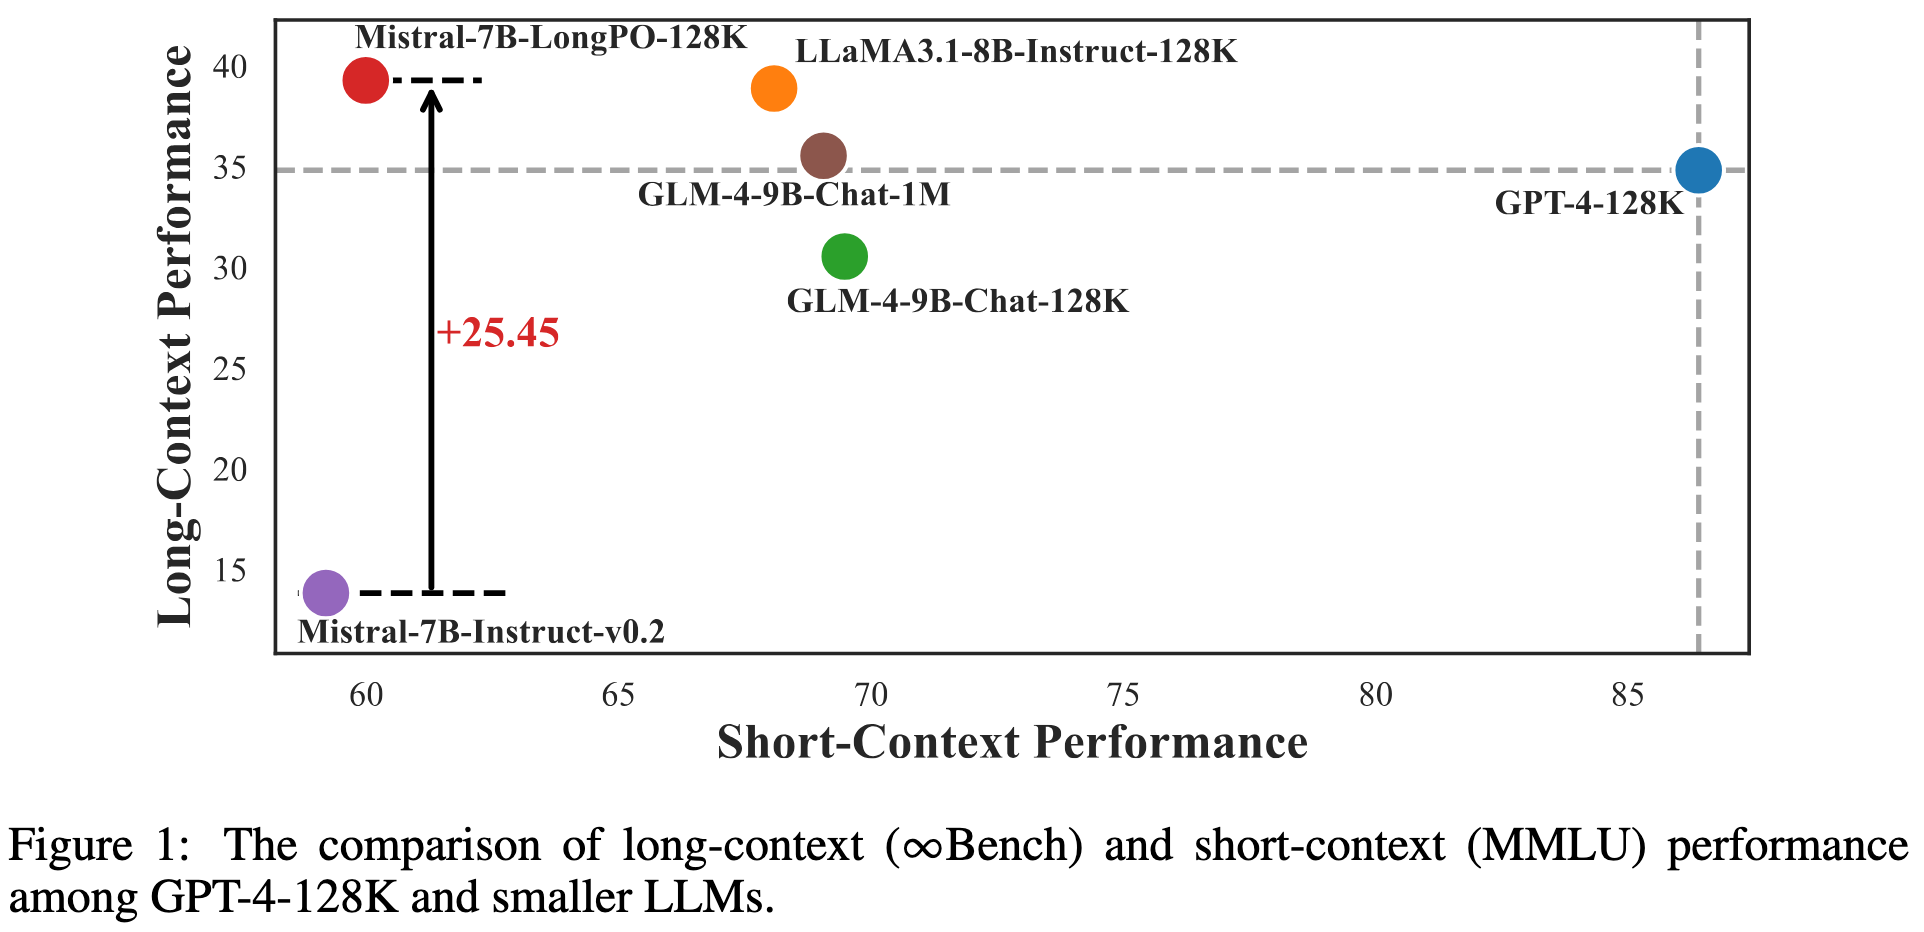 Mistral-7B-LongPO-128K
LLaMA3.1-8B-Instruct-128K
GLM-4-9B-Chat-1M
GPT-4-128K
GLM-4-9B-Chat-128K
+25.45
Mistral-7B-Instruct-v0.2
Long-Context Performance
40
35
30
25
20
15
60 65 70 75 80 85
Short-Context Performance
Figure 1: The comparison of long-context (∞Bench) and short-context (MMLU) performance
among GPT-4-128K and smaller LLMs.